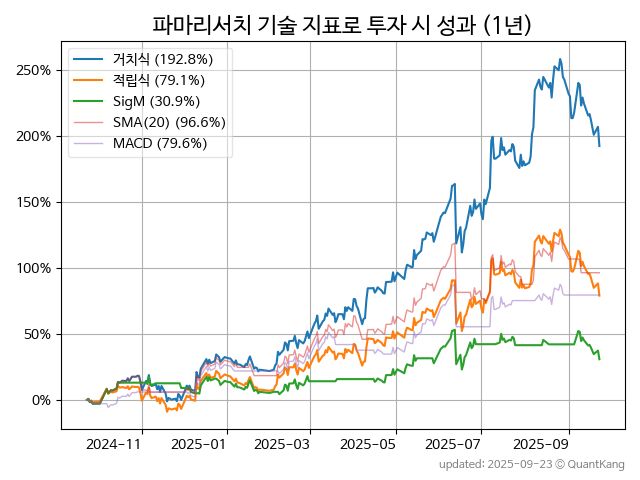 파마리서치 기술 지표로 투자 시 성과 (1년)
거치식 (192.8%)
적립식 (79.1%)
SigM (30.9%)
SMA(20) (96.6%)
MACD (79.6%)
250%
200%
150%
100%
50%
0%
2024-11 2025-01 2025-03 2025-05 2025-07 2025-09
updated: 2025-09-23 © QuantKang